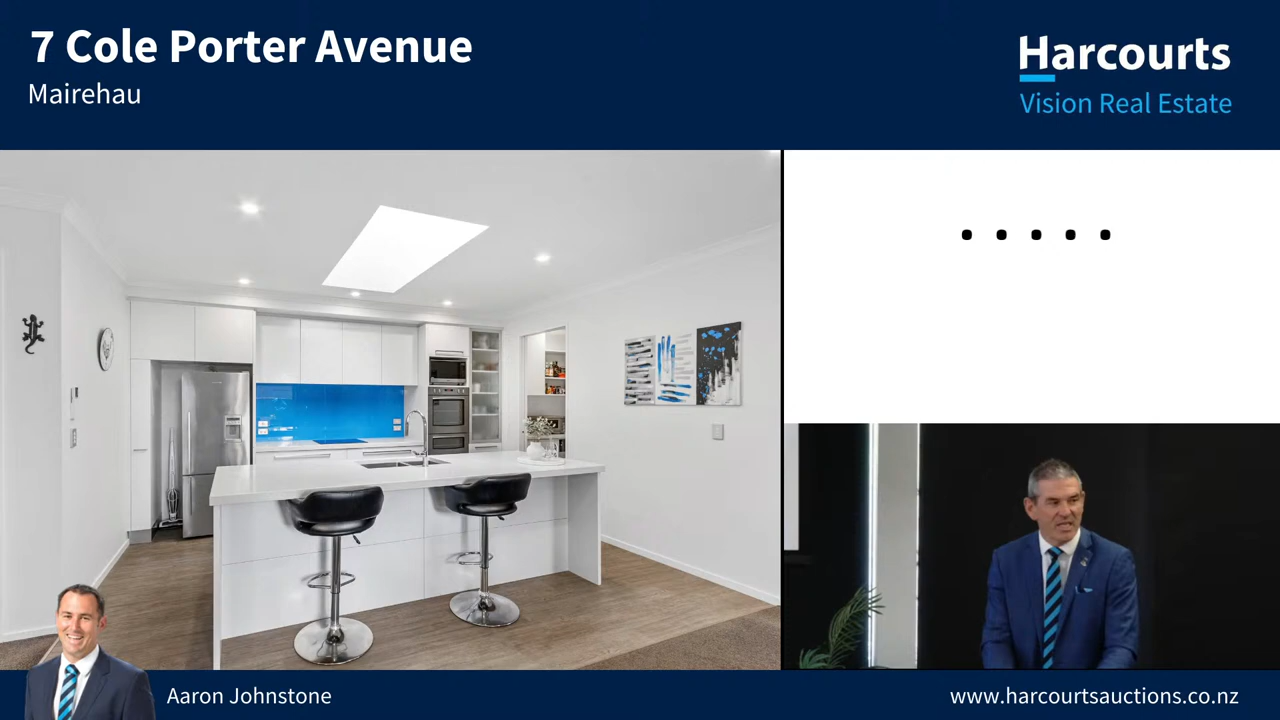 7 Cole Porter Avenue
Mairehau
Harcourts
Vision Real Estate
.....
Aaron Johnstone
www.harcourtsauctions.co.nz